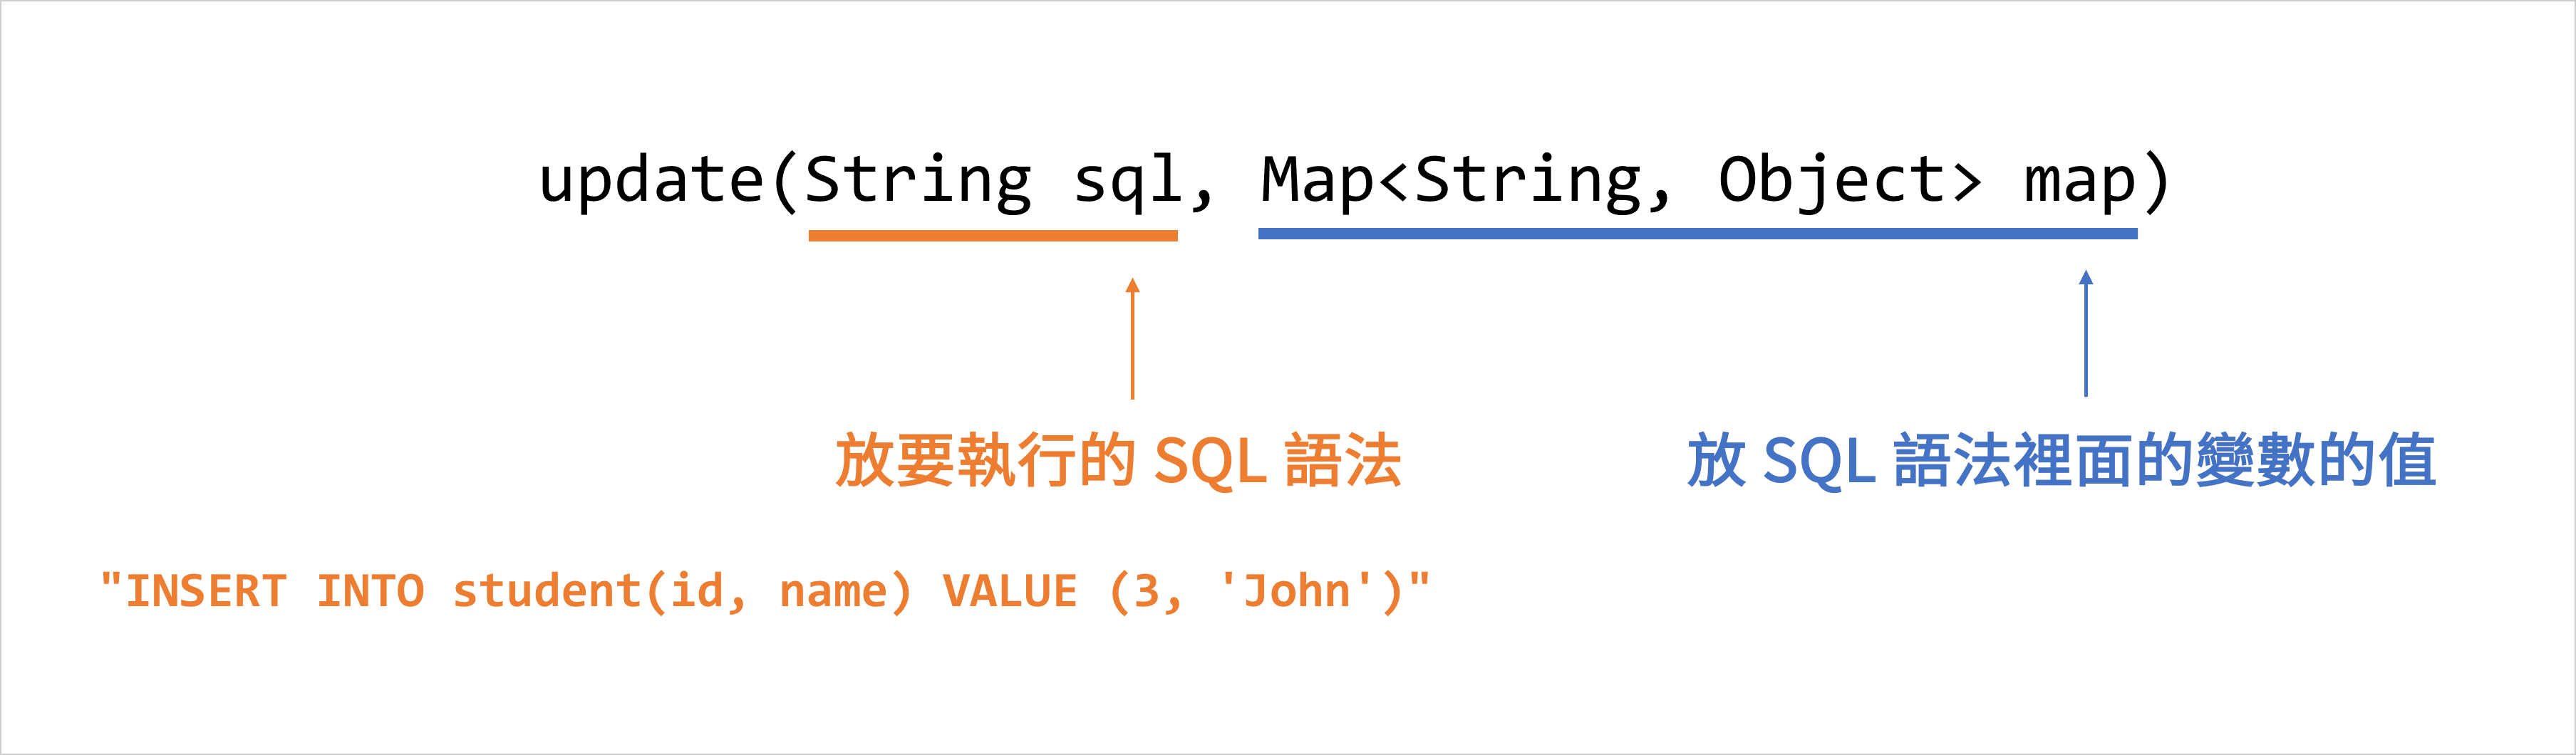 update(String sql, Map<String, Object> map)
放要執行的 SQL 語法
放 SQL 語法裡面的變數的值
"INSERT INTO student(id, name) VALUE (3, 'John')"